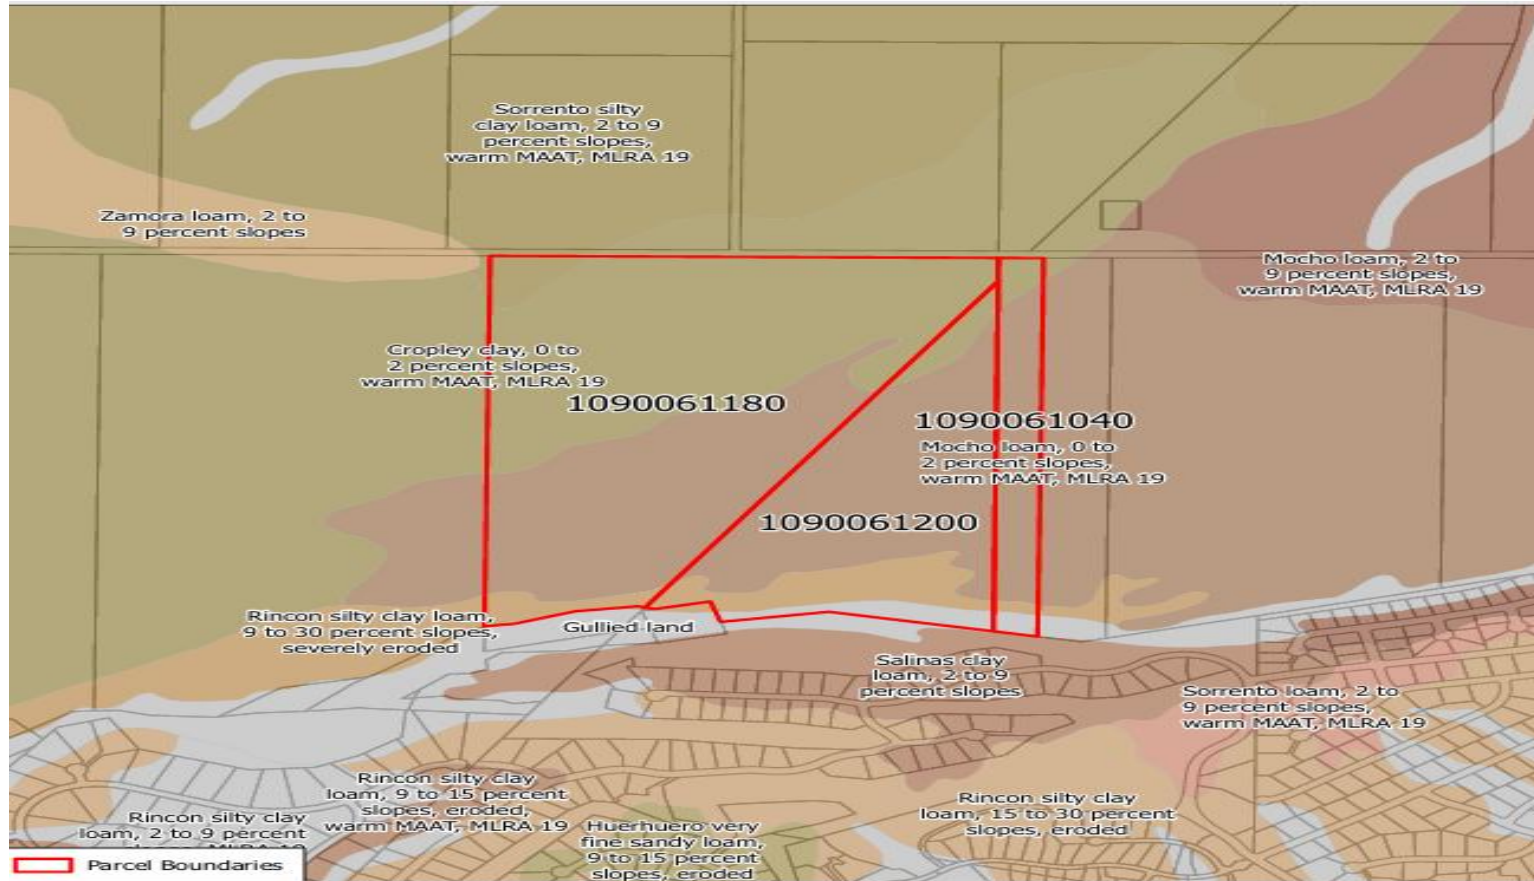 Sorrento silty
clay loam, 2 to 9
percent slopes,
warm MAAT, MLRA 19
Zamora loam, 2 to
9 percent slopes
Mocho loam, 2 to
9 percent slopes,
warm MAAT, MLRA 19
Cropley clay, 0 to
2 percent slopes,
warm MAAT, MLRA 19
1090061180
1090061040
Mocho loam, 0 to
2 percent slopes,
warm MAAT, MLRA 19
1090061200
Rincon silty clay loam,
9 to 30 percent slopes,
severely eroded
Gullied land
Salinas clay
loam, 2 to 9
percent slopes
Sorrento loam, 2 to
9 percent slopes,
warm MAAT, MLRA 19
Rincon silty clay
loam, 9 to 15 percent
slopes, eroded,
warm MAAT, MLRA 19
Rincon silty clay
loam, 2 to 9 percent
Huerhuero very
fine sandy loam,
9 to 15 percent
slopes, eroded
Rincon silty clay
loam, 15 to 30 percent
slopes, eroded
Parcel Boundaries